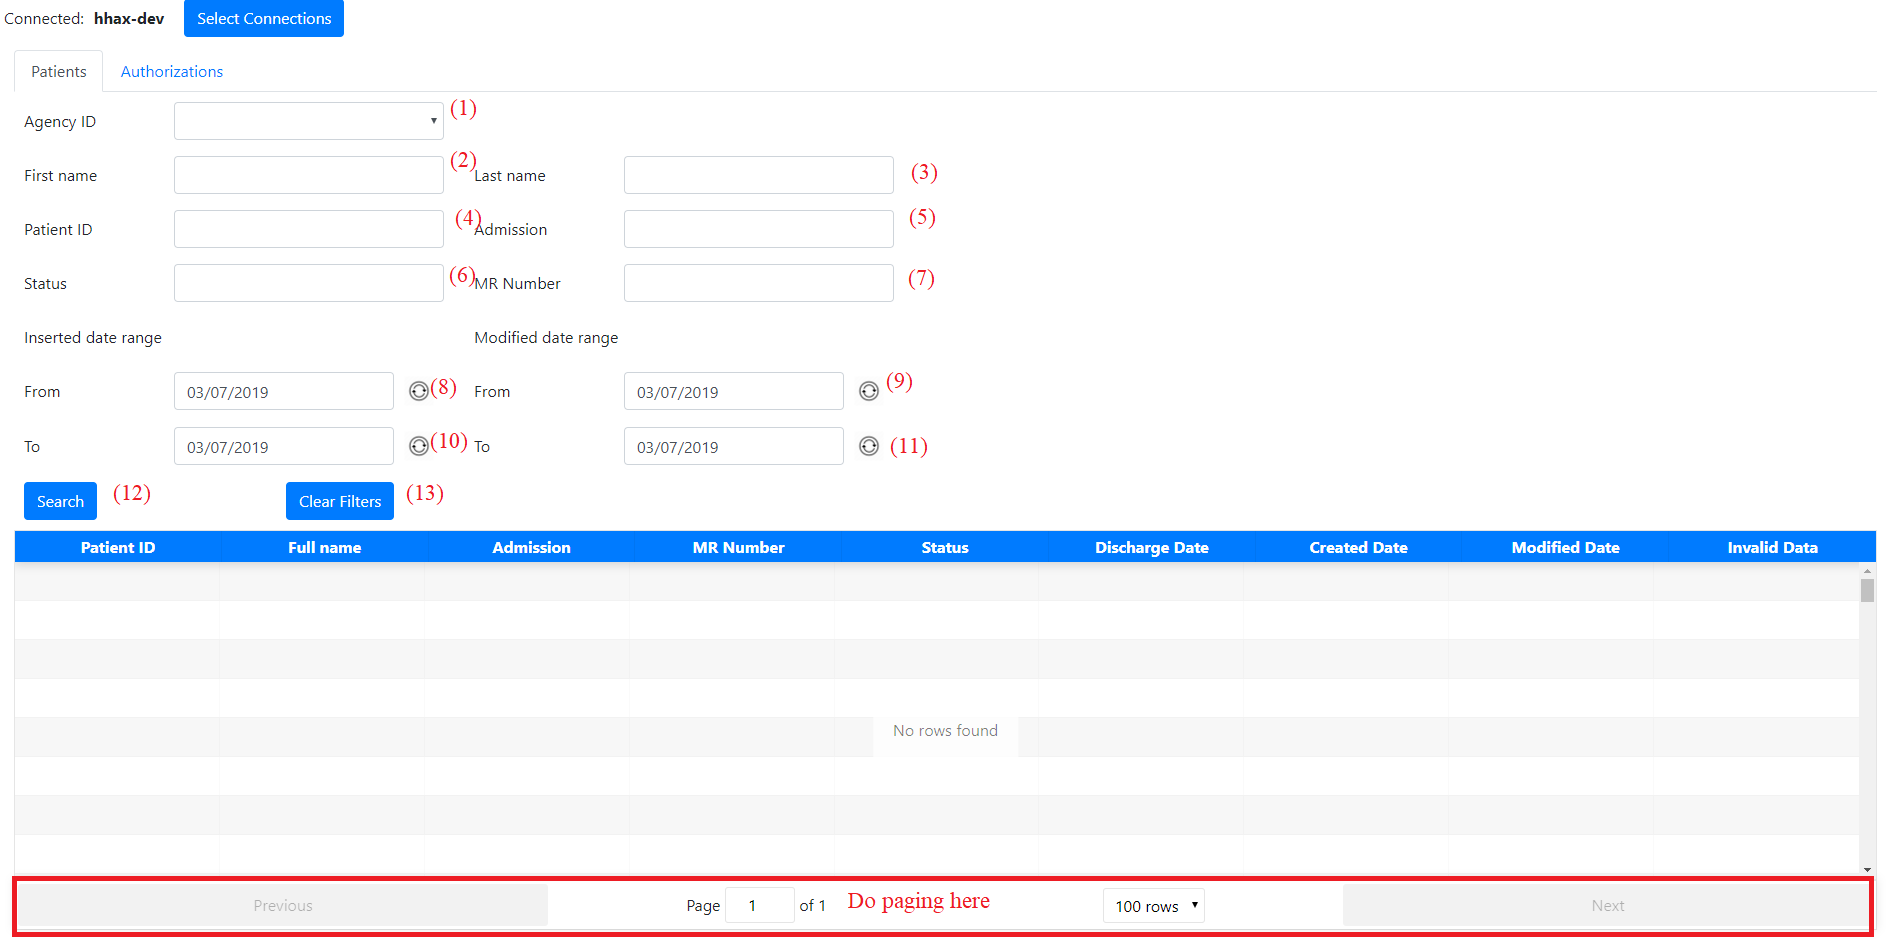 Connected: hhax-dev Select Connections
Patients Authorizations
Agency ID (1)
First name (2) Last name (3)
Patient ID (4) Admission (5)
Status (6) MR Number (7)
Inserted date range Modified date range
From 03/07/2019 (8) From 03/07/2019 (9)
To 03/07/2019 (10) To 03/07/2019 (11)
Search (12) Clear Filters (13)
Patient ID Full name Admission MR Number Status Discharge Date Created Date Modified Date Invalid Data
No rows found
Previous Page 1 of 1 Do paging here 100 rows Next